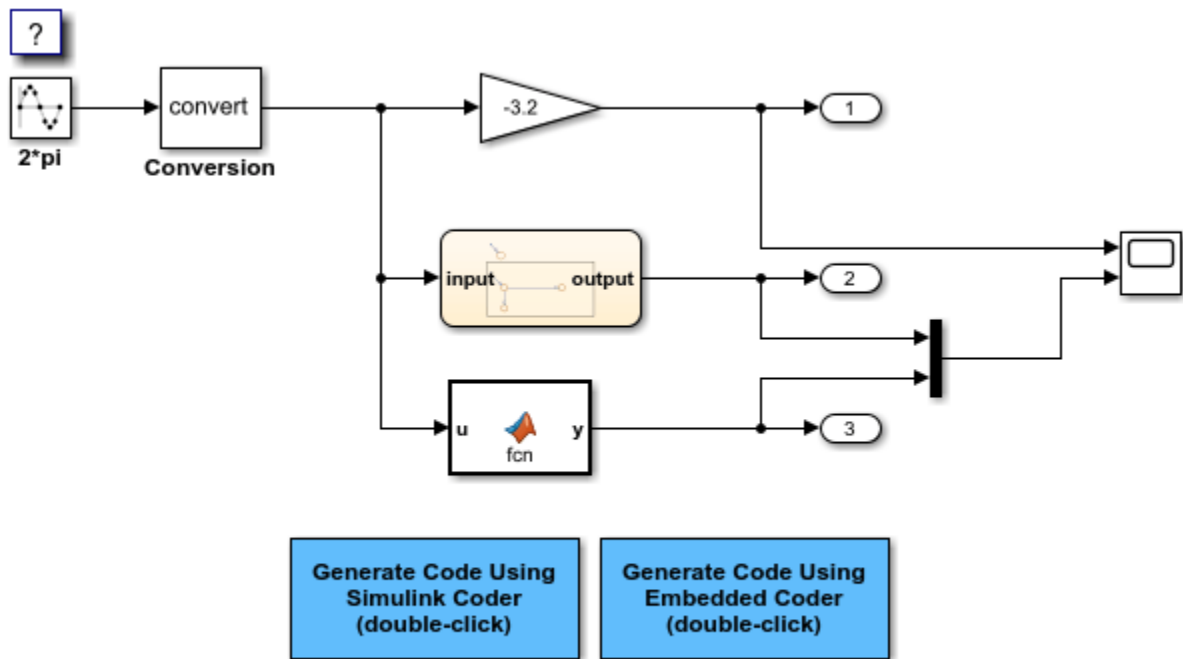 ?
convert
2*pi
Conversion
-3.2
1
input
output
2
u
fcn
y
3
Generate Code Using
Simulink Coder
(double-click)
Generate Code Using
Embedded Coder
(double-click)